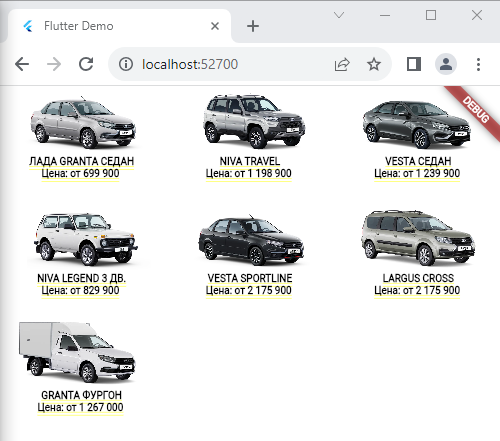 Flutter Demo
localhost:52700
DEBUG
ЛАДА GRANTA СЕДАН
Цена: от 699 900
NIVA TRAVEL
Цена: от 1 198 900
VESTA СЕДАН
Цена: от 1 239 900
NIVA LEGEND 3 ДВ.
Цена: от 829 900
VESTA SPORTLINE
Цена: от 2 175 900
LARGUS CROSS
Цена: от 2 175 900
GRANTA ФУРГОН
Цена: от 1 267 000